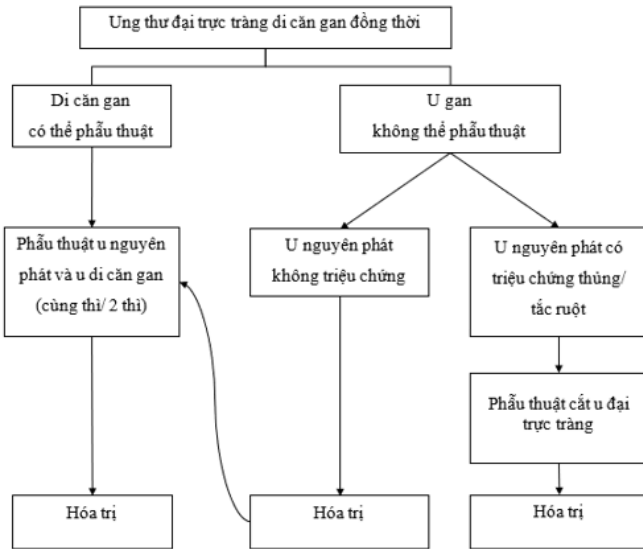 Ung thư đại trực tràng di căn gan đồng thời
Di căn gan
có thể phẫu thuật
U gan
không thể phẫu thuật
Phẫu thuật u nguyên
phát và u di căn gan
(cùng thì/ 2 thì)
U nguyên phát
không triệu chứng
U nguyên phát có
triệu chứng thủng/
tắc ruột
Phẫu thuật cắt u đại
trực tràng
Hóa trị
Hóa trị
Hóa trị